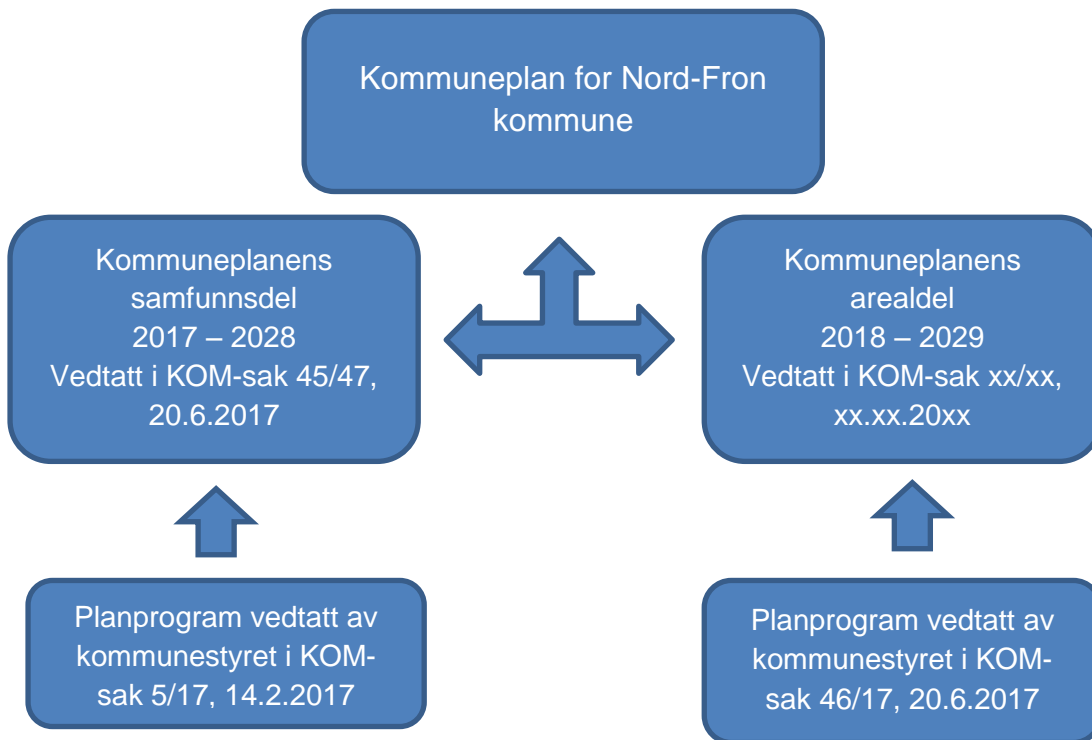 Kommuneplan for Nord-Fron
kommune
Kommuneplanens
samfunnsdel
2017 – 2028
Vedtatt i KOM-sak 45/47,
20.6.2017
Kommuneplanens
arealdel
2018 – 2029
Vedtatt i KOM-sak xx/xx,
xx.xx.20xx
Planprogram vedtatt av
kommunestyret i KOM-
sak 5/17, 14.2.2017
Planprogram vedtatt av
kommunestyret i KOM-
sak 46/17, 20.6.2017